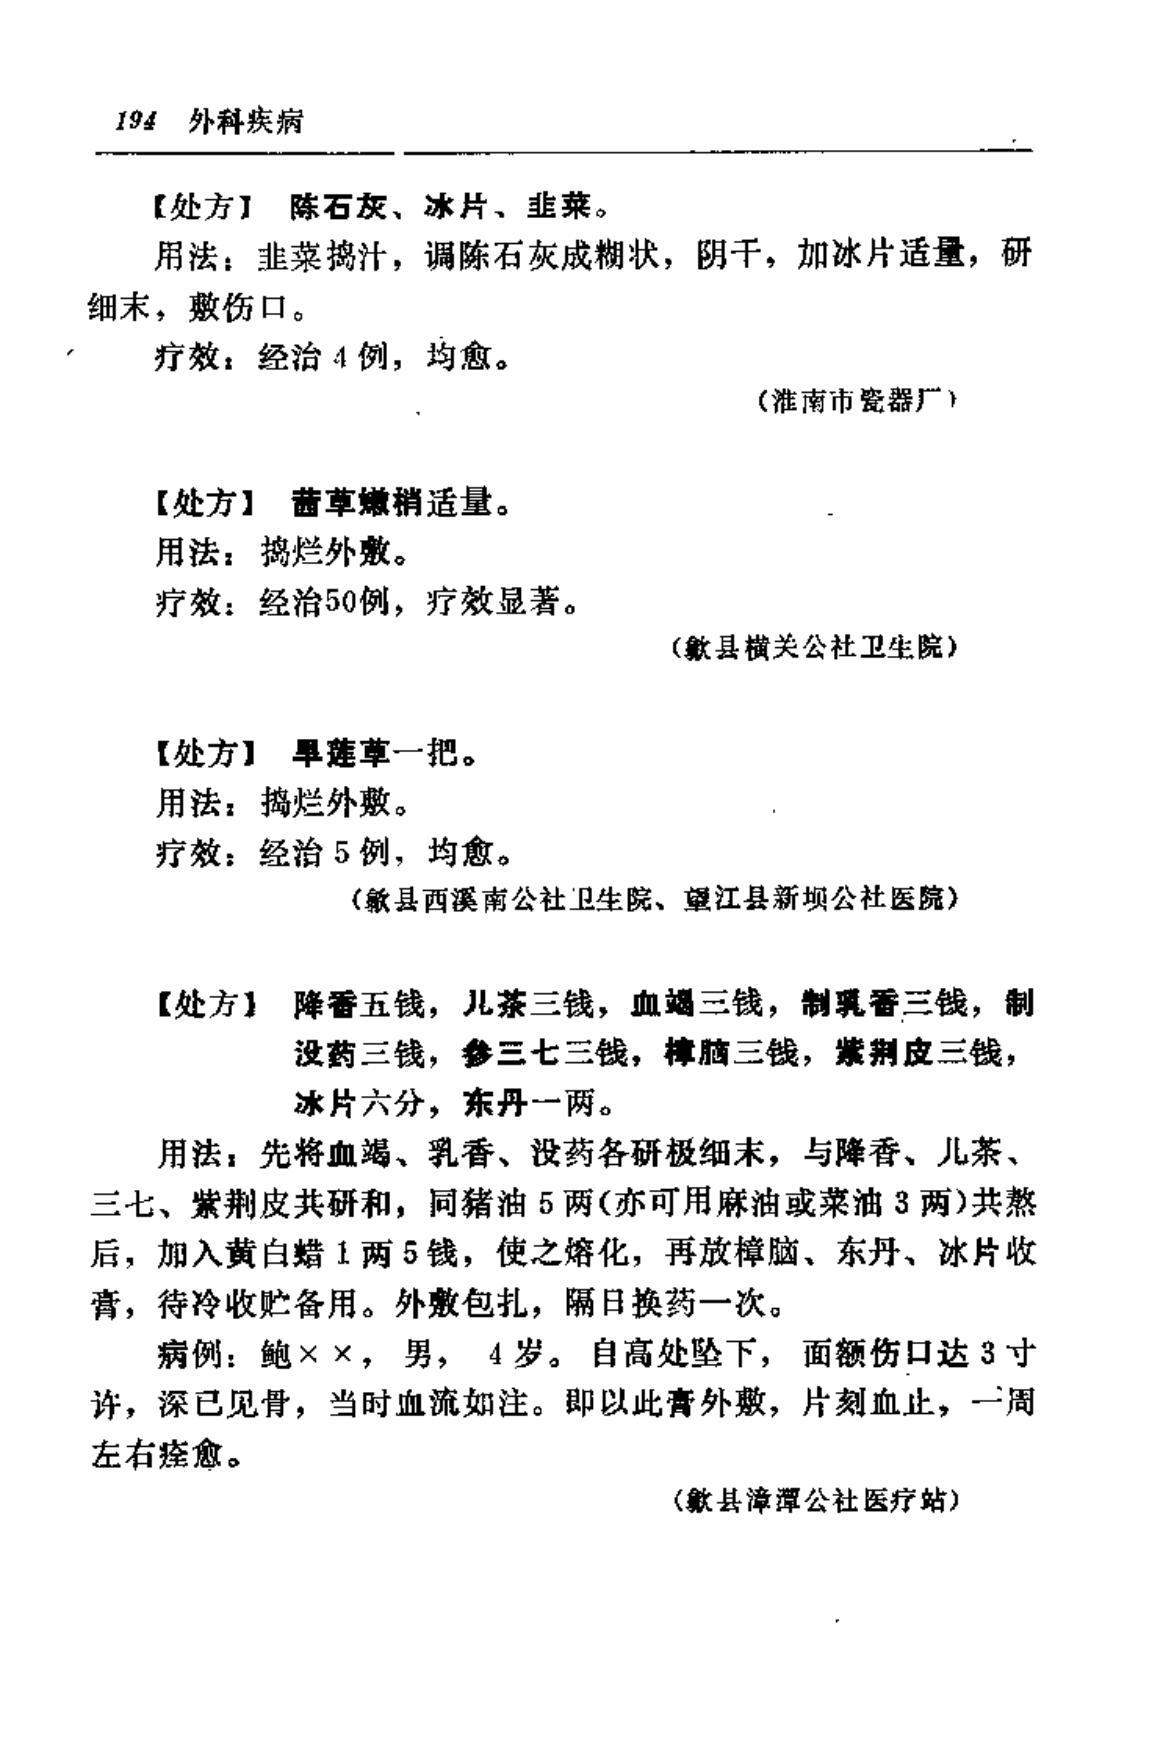 194 外科疾病
【处方】 陈石灰、冰片、韭菜。
用法：韭菜捣汁，调陈石灰成糊状，阴干，加冰片适量，研
细末，敷伤口。
疗效：经治 4 例，均愈。
（淮南市瓷器厂）
【处方】 茜草嫩梢适量。
用法：捣烂外敷。
疗效：经治50例，疗效显著。
（歙县横关公社卫生院）
【处方】 旱莲草一把。
用法：捣烂外敷。
疗效：经治 5 例，均愈。
（歙县西溪南公社卫生院、望江县新坝公社医院）
【处方】 降香五钱，儿茶三钱，血竭三钱，制乳香三钱，制
没药三钱，参三七三钱，樟脑三钱，紫荆皮三钱，
冰片六分，东丹一两。
用法：先将血竭、乳香、没药各研极细末，与降香、儿茶、
三七、紫荆皮共研和，同猪油 5 两(亦可用麻油或菜油 3 两)共熬
后，加入黄白蜡 1 两 5 钱，使之熔化，再放樟脑、东丹、冰片收
膏，待冷收贮备用。外敷包扎，隔日换药一次。
病例：鲍××，男，4 岁。自高处坠下，面额伤口达 3 寸
许，深已见骨，当时血流如注。即以此膏外敷，片刻血止，一周
左右痊愈。
（歙县漳潭公社医疗站）